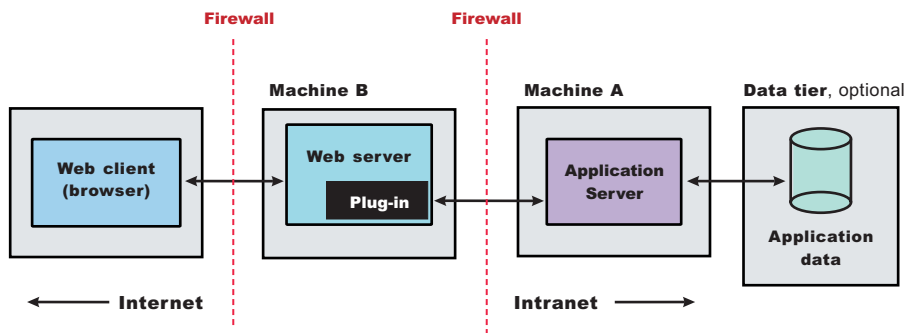 Firewall
Firewall
Machine B
Machine A
Data tier, optional
Web client
(browser)
Web server
Plug-in
Application
Server
Application
data
Internet
Intranet